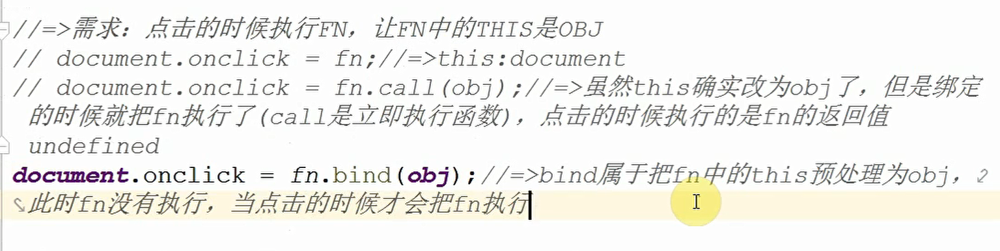 //=>需求：点击的时候执行FN，让FN中的THIS是OBJ
// document.onclick = fn;//=>this:document
// document.onclick = fn.call(obj);//=>虽然this确实改为obj了，但是绑定
的时候就把fn执行了(call是立即执行函数)，点击的时候执行的是fn的返回值
undefined
document.onclick = fn.bind(obj);//=>bind属于把fn中的this预处理为obj，
此时fn没有执行，当点击的时候才会把fn执行